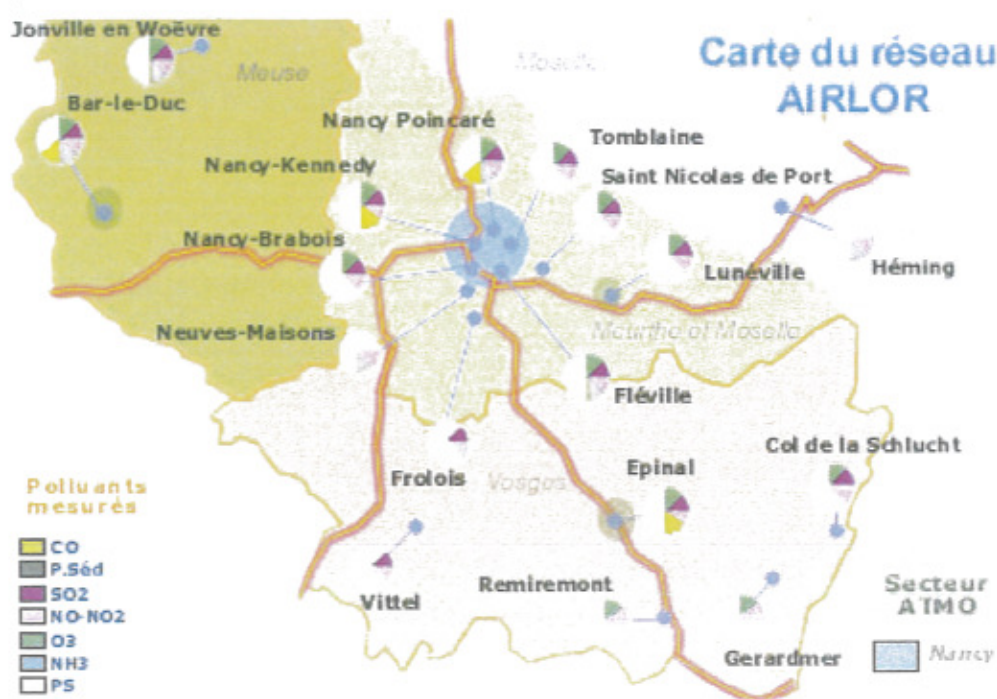 Jonville en Woëvre
Meuse
Moselle
Carte du réseau
AIRLOR
Bar-le-Duc
Nancy Poincaré
Tomblaine
Nancy-Kennedy
Saint Nicolas de Port
Nancy-Brabois
Lunéville
Héming
Neuves-Maisons
Meurthe et Moselle
Fléville
Col de la Schlucht
Frolois
Vosges
Epinal
Polluants
mesurés
CO
P.Séd
SO2
NO-NO2
O3
NH3
PS
Vittel
Remiremont
Gerardmer
Secteur
ATMO
Nancy